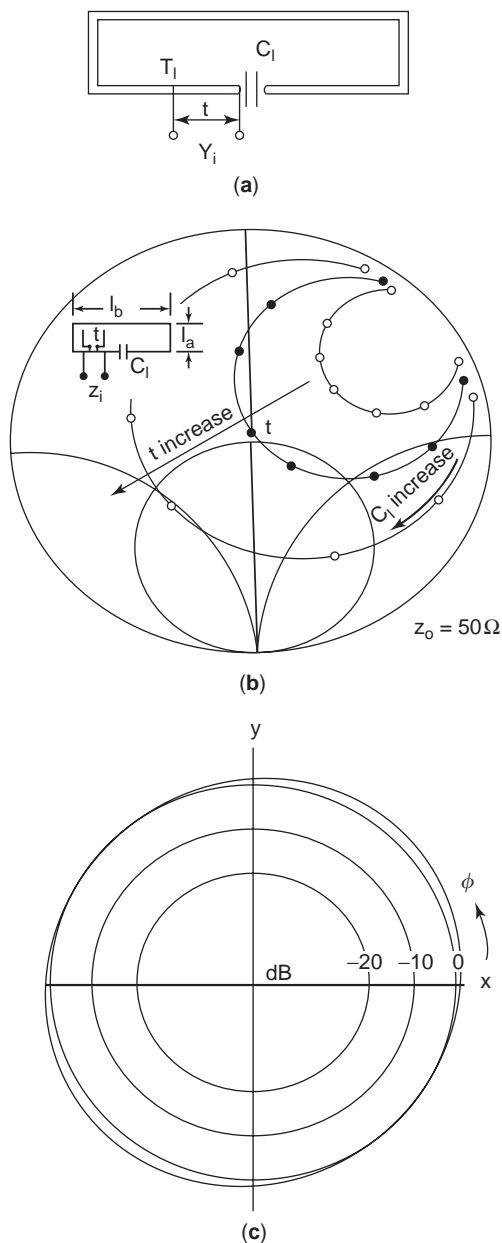 C_l
T_l
t
Y_i
(a)
l_b
t
l_a
C_l
z_i
t increase
t
C_l increase
z_o = 50 Ω
(b)
y
ϕ
dB
−20
−10
0
x
(c)